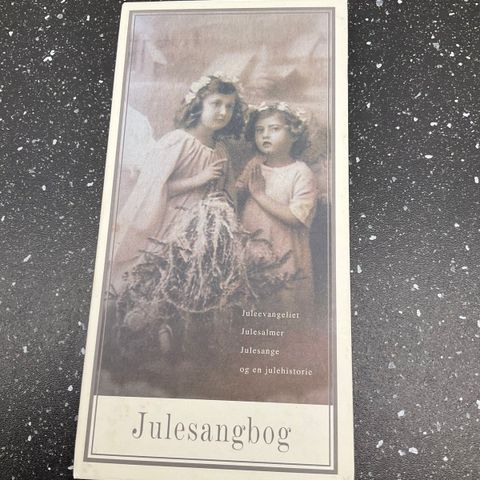 Juleevangeliet
Julesalmer
Julesange
og en julehistorie
Julesangbog